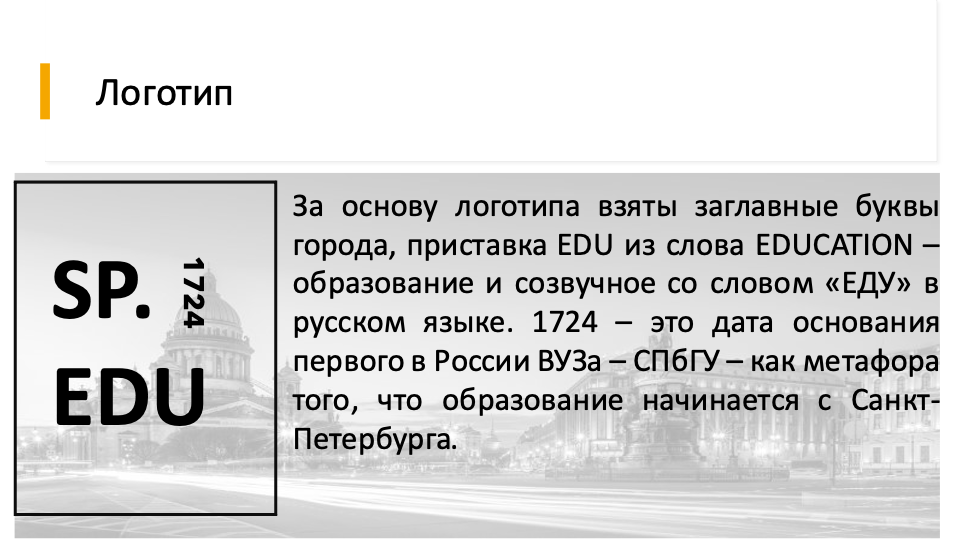 Логотип
SP.
1724
EDU
За основу логотипа взяты заглавные буквы
города, приставка EDU из слова EDUCATION –
образование и созвучное со словом «ЕДУ» в
русском языке. 1724 – это дата основания
первого в России ВУЗа – СПбГУ – как метафора
того, что образование начинается с Санкт-
Петербурга.